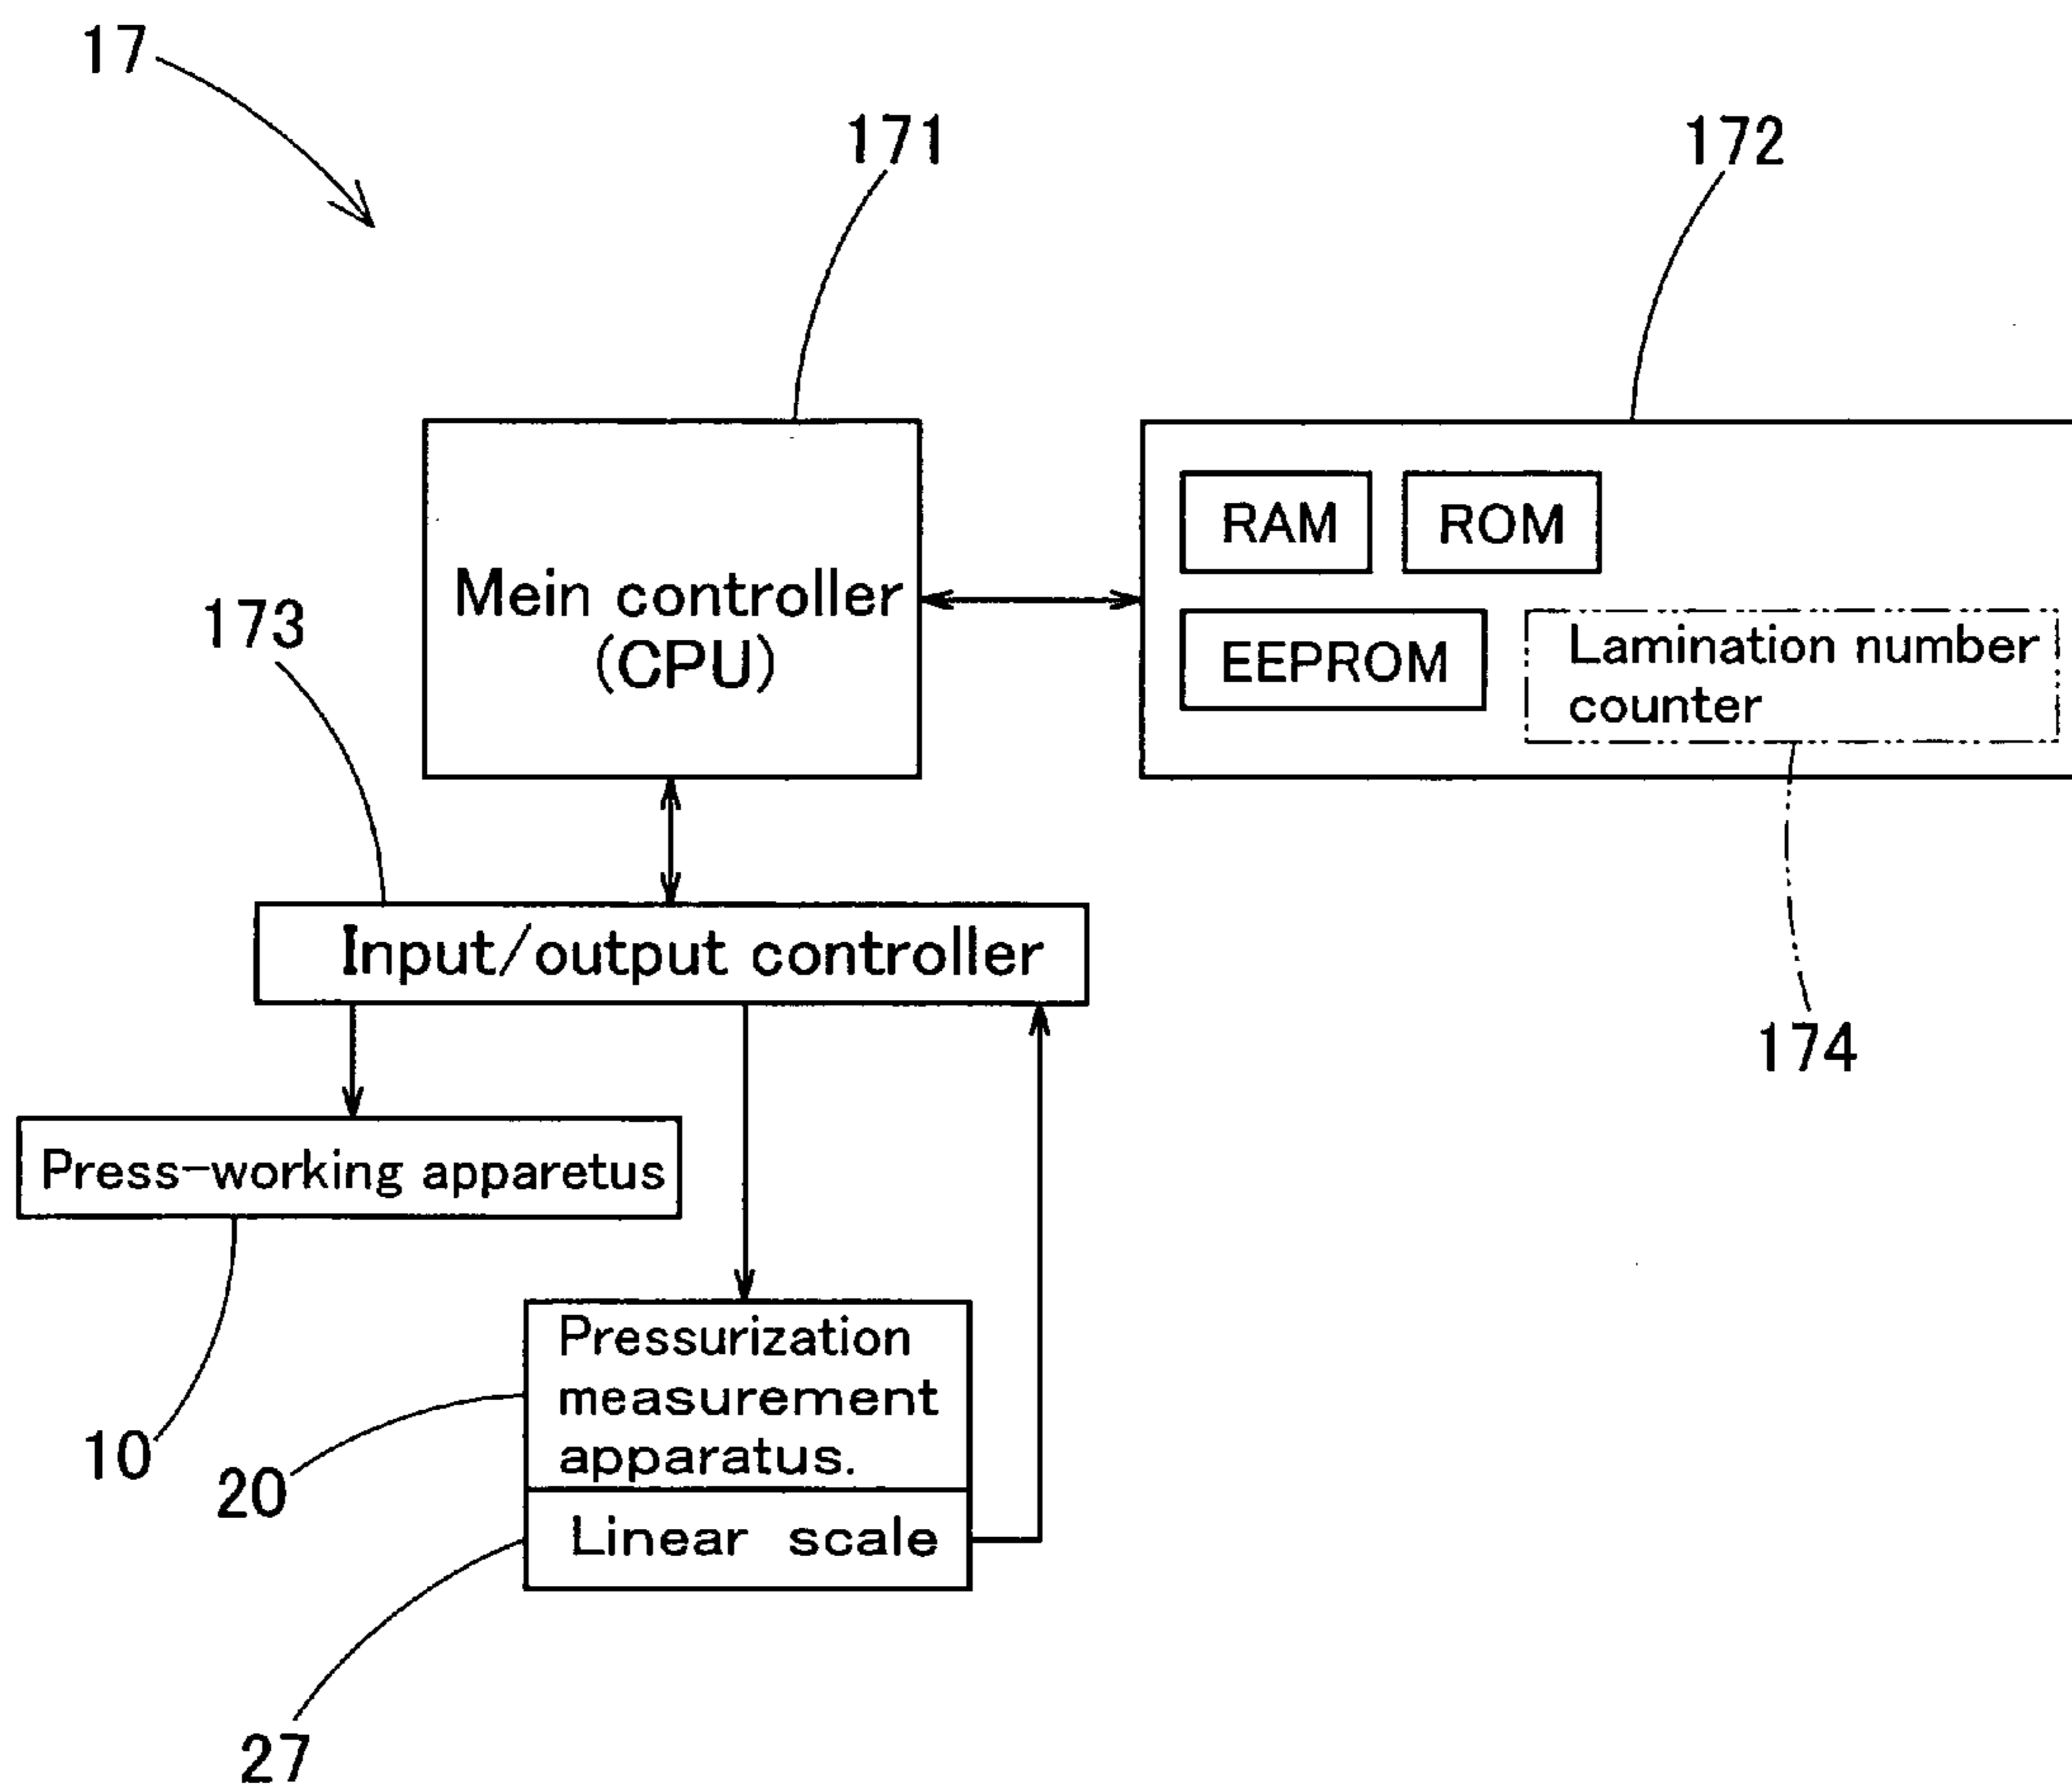 17
171
172
RAM
ROM
Mein controller
(CPU)
EEPROM
Lamination number
counter
173
Input/output controller
174
Press-working apparetus
10
Pressurization
measurement
apparatus.
20
Linear scale
27